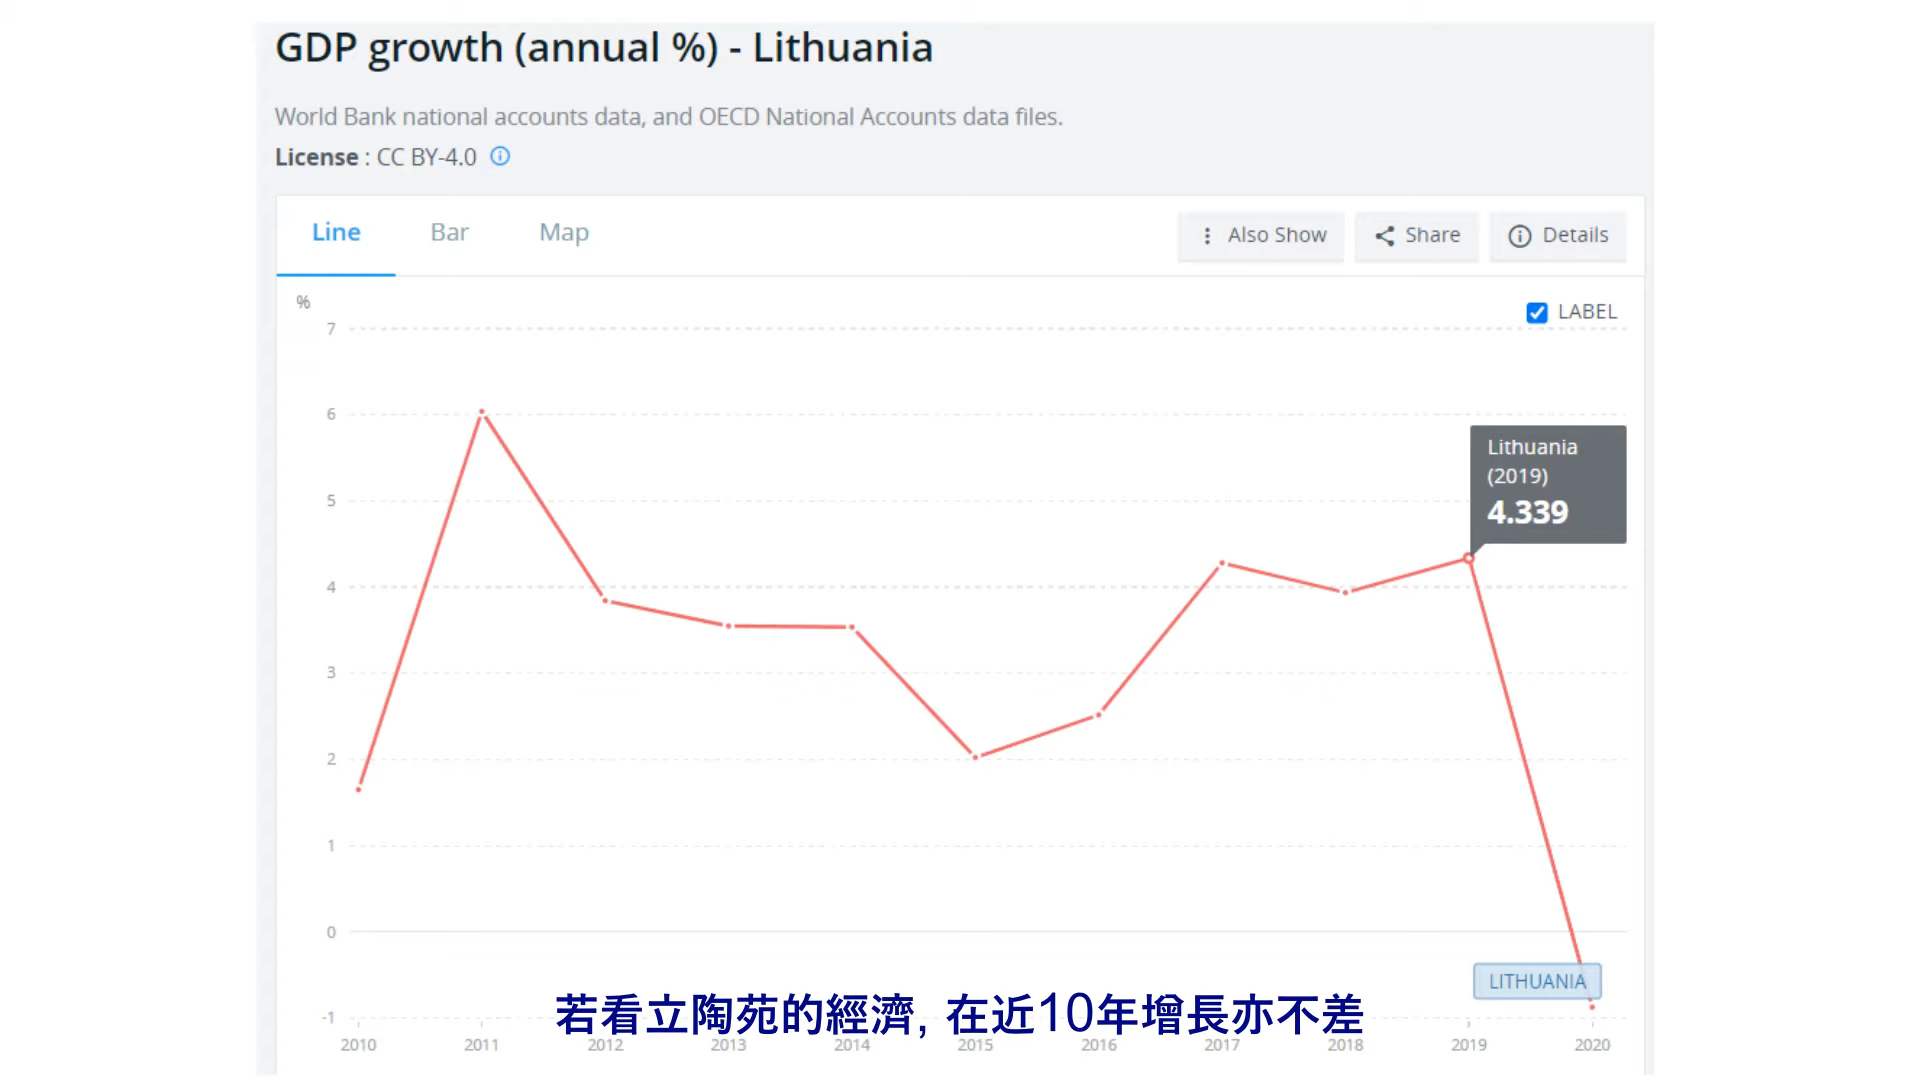 GDP growth (annual %) - Lithuania
World Bank national accounts data, and OECD National Accounts data files.
License : CC BY-4.0
Line Bar Map Also Show Share Details
%
LABEL
7
6
Lithuania
(2019)
4.339
5
4
3
2
1
0
LITHUANIA
-1
若看立陶苑的經濟, 在近10年增長亦不差
2010 2011 2012 2013 2014 2015 2016 2017 2018 2019 2020